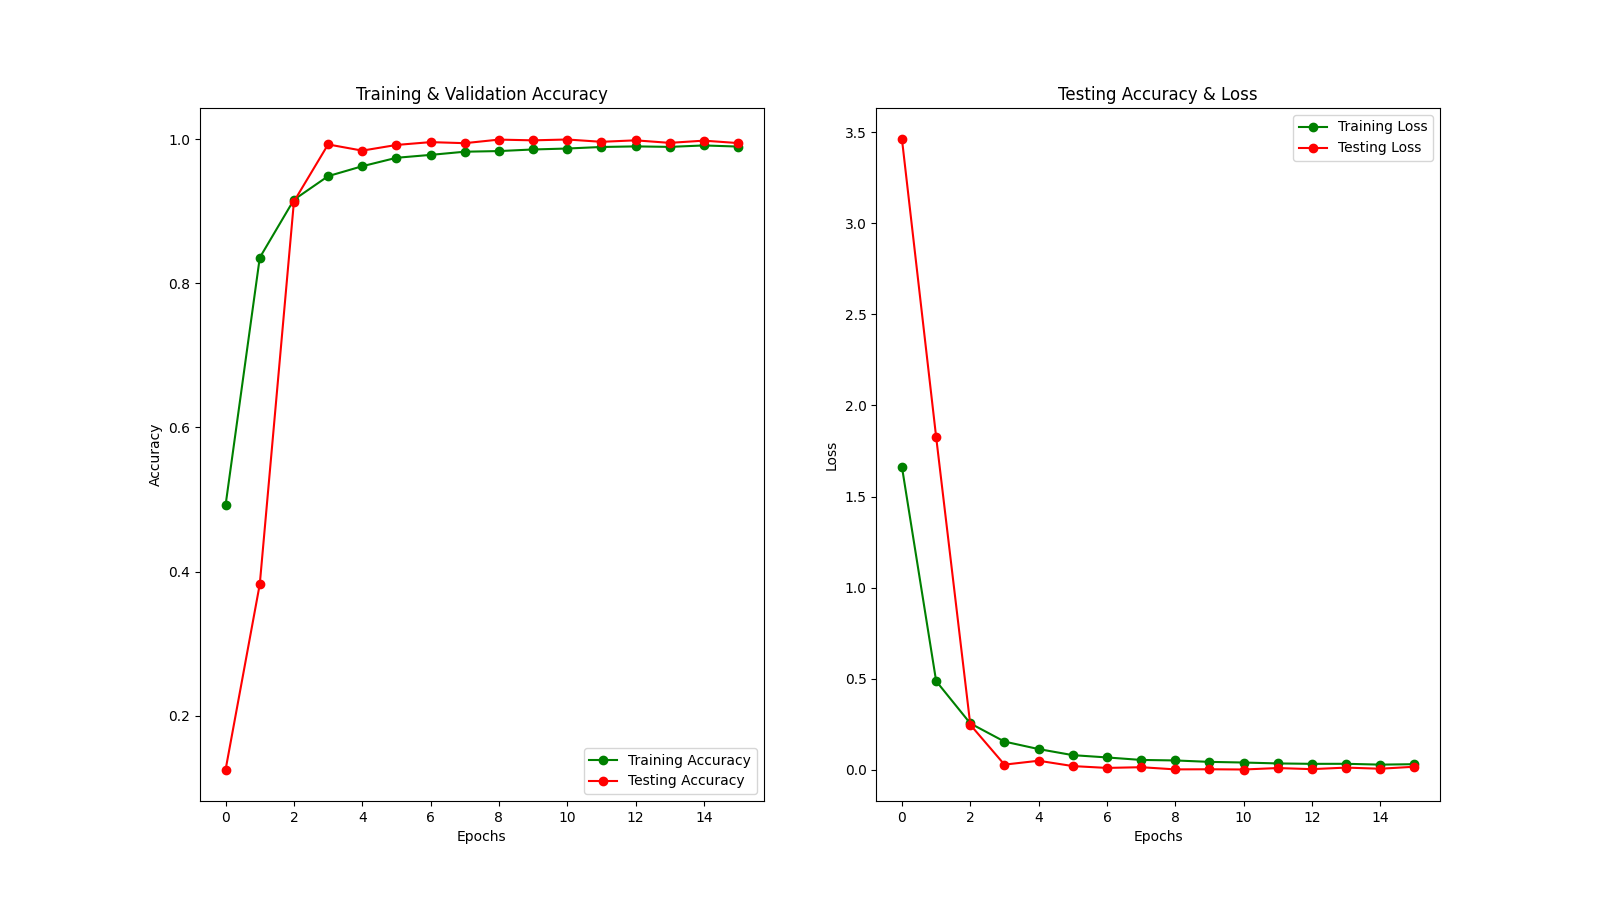 Training & Validation Accuracy
1.0
0.8
0.6
0.4
0.2
Accuracy
Training Accuracy
Testing Accuracy
0 2 4 6 8 10 12 14
Epochs
Testing Accuracy & Loss
Training Loss
Testing Loss
3.5
3.0
2.5
2.0
1.5
1.0
0.5
0.0
Loss
0 2 4 6 8 10 12 14
Epochs